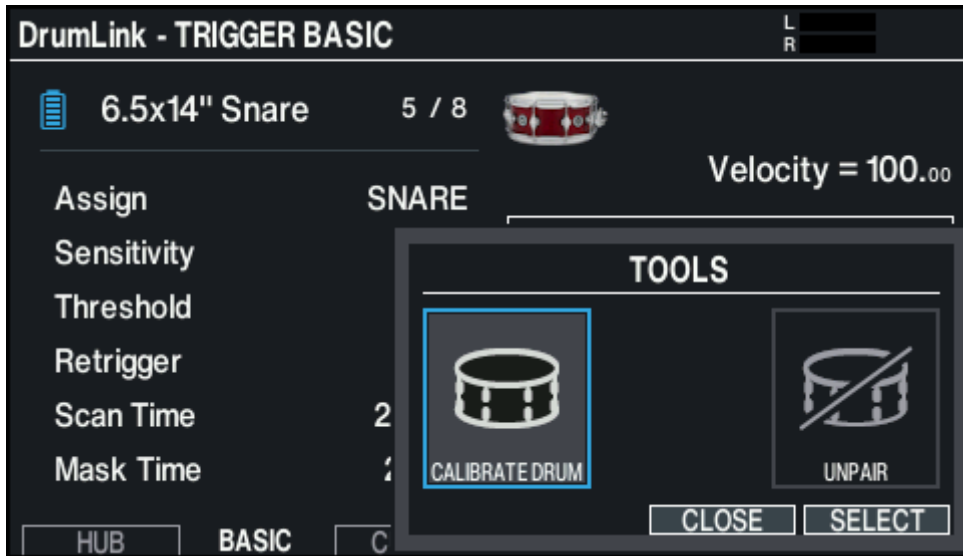 DrumLink - TRIGGER BASIC
L
R
6.5x14" Snare 5 / 8
Velocity = 100.00
Assign SNARE
Sensitivity
Threshold
Retrigger
Scan Time 2
Mask Time
TOOLS
CALIBRATE DRUM
UNPAIR
CLOSE SELECT
HUB BASIC C